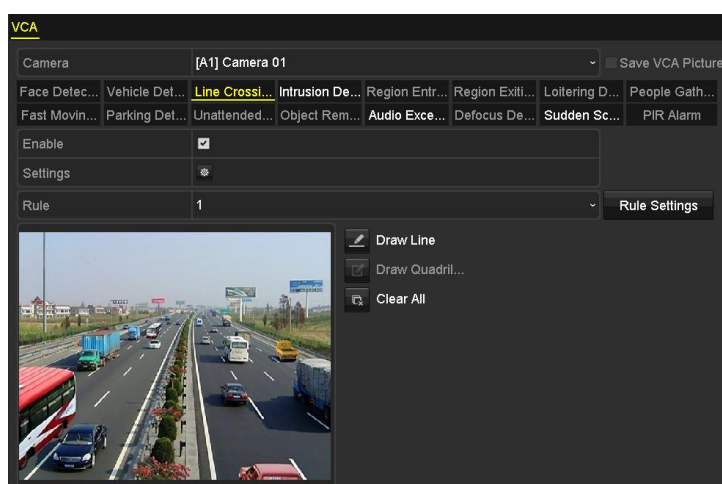 VCA
Camera [A1] Camera 01 Save VCA Picture
Face Detec... Vehicle Det... Line Crossi... Intrusion De... Region Entr... Region Exiti... Loitering D... People Gath...
Fast Movin... Parking Det... Unattended... Object Rem... Audio Exce... Defocus De... Sudden Sc... PIR Alarm
Enable
Settings
Rule 1 Rule Settings
Draw Line
Draw Quadril...
Clear All